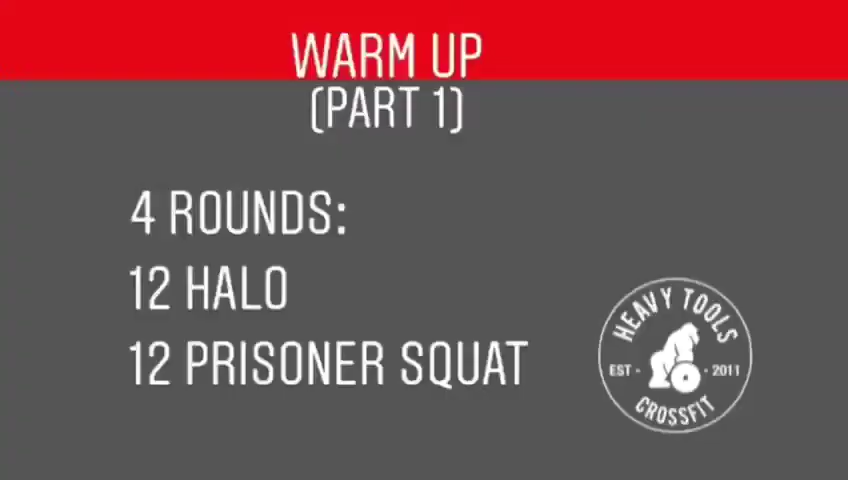 WARM UP
(PART 1)
4 ROUNDS:
12 HALO
12 PRISONER SQUAT
HEAVY TOOLS
EST - - 2011
CROSSFIT